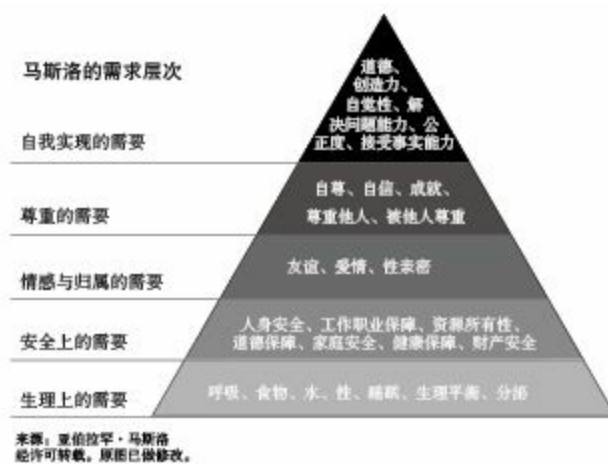 马斯洛的需求层次
道德、
创造力、
自觉性、解
决问题能力、公
正度、接受事实能力
自我实现的需要
自尊、自信、成就、
尊重他人、被他人尊重
尊重的需要
友谊、爱情、性亲密
情感与归属的需要
人身安全、工作职业保障、资源所有性、
道德保障、家庭安全、健康保障、财产安全
安全上的需要
呼吸、食物、水、性、睡眠、生理平衡、分泌
生理上的需要
来源：亚伯拉罕·马斯洛
经许可转载。原图已做修改。